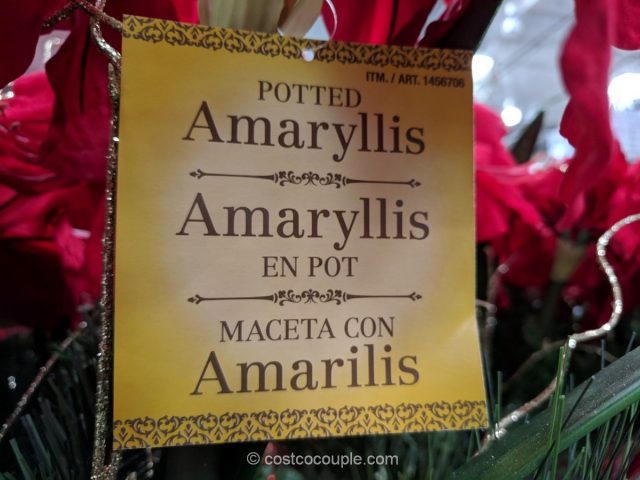 ITM. / ART. 1456706
POTTED
Amaryllis
Amaryllis
EN POT
MACETA CON
Amarilis
© costcocouple.com